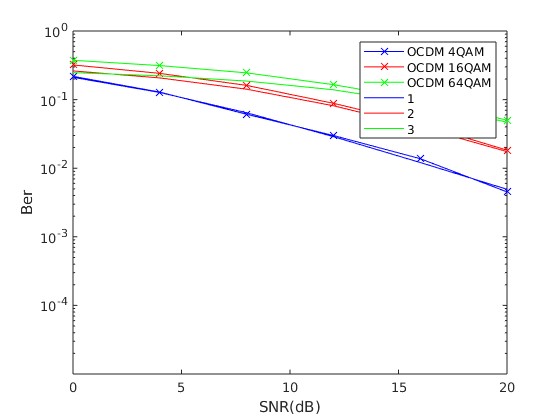 10^0
10^-1
10^-2
10^-3
10^-4
Ber
OCDM 4QAM
OCDM 16QAM
OCDM 64QAM
1
2
3
0 5 10 15 20
SNR(dB)